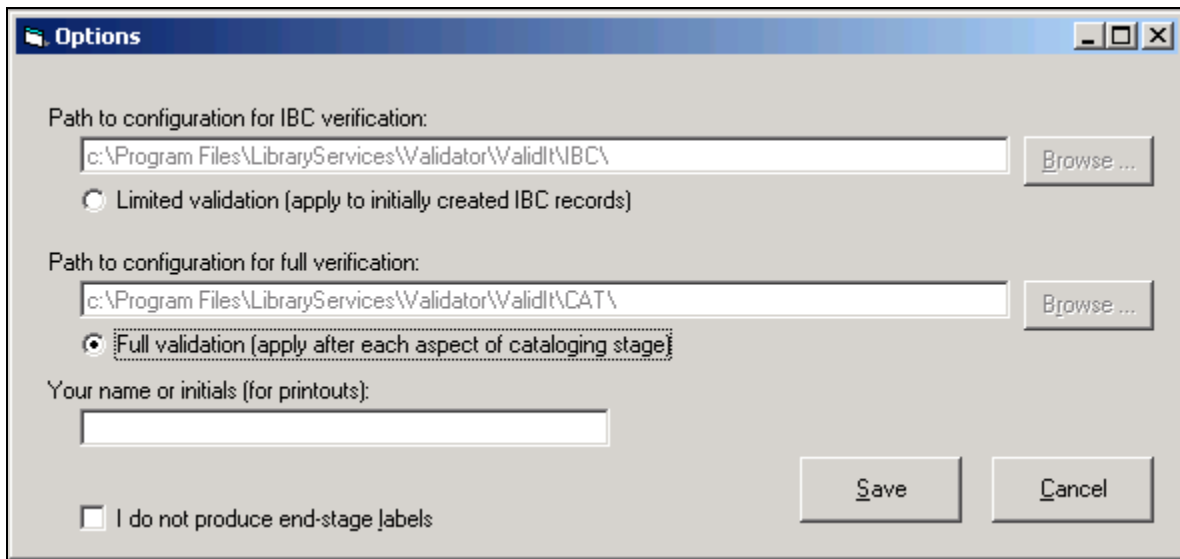 Options
Path to configuration for IBC verification:
c:\Program Files\LibraryServices\Validator\ValidIt\IBC\
Browse ...
Limited validation (apply to initially created IBC records)
Path to configuration for full verification:
c:\Program Files\LibraryServices\Validator\ValidIt\CAT\
Browse ...
Full validation (apply after each aspect of cataloging stage)
Your name or initials (for printouts):
Save
Cancel
I do not produce end-stage labels